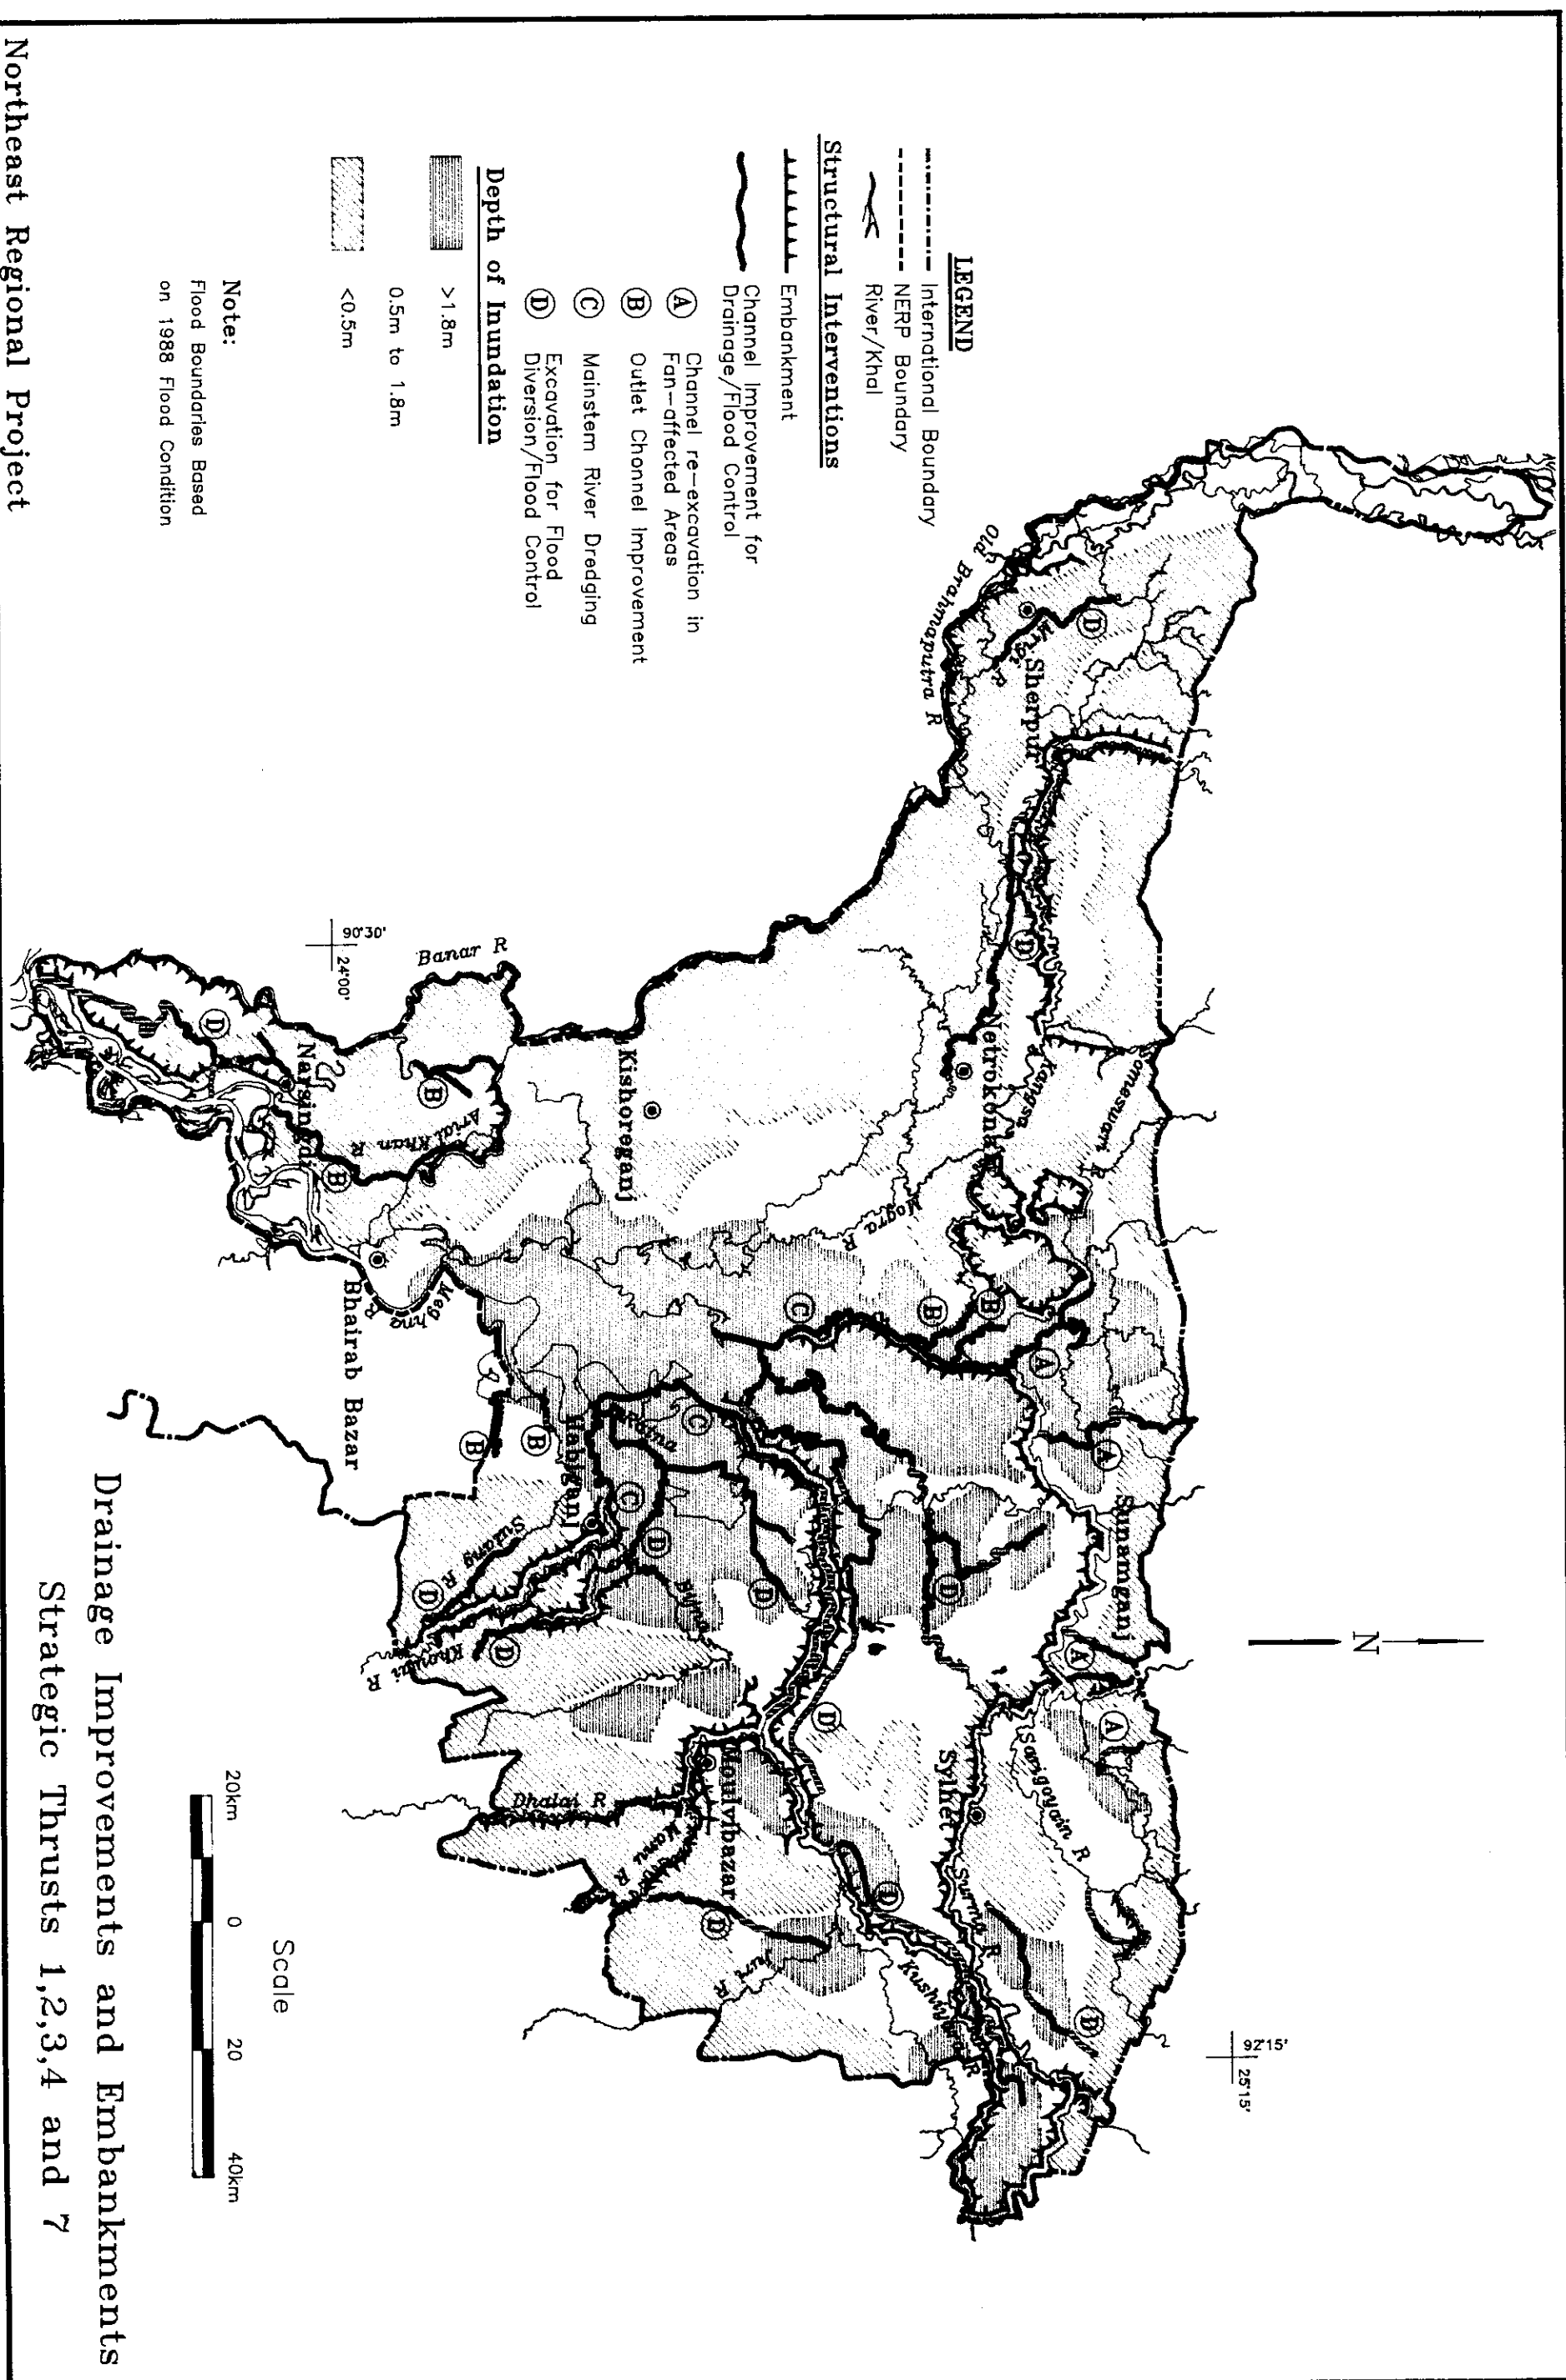 LEGEND
International Boundary
NERP Boundary
River/Khal
Structural Interventions
Embankment
Channel Improvement for
Drainage/Flood Control
A Channel re-excavation in
Fan-affected Areas
B Outlet Chonnel Improvement
C Mainstem River Dredging
D Excavation for Flood
Diversion/Flood Control
Depth of Inundation
>1.8m
0.5m to 1.8m
<0.5m
Note:
Flood Boundaries Based
on 1988 Flood Condition
N
92°15'
25°15'
90°30'
24°00'
Old Brahmaputra R
Sherpur
D
D
Netrokona
Kangsa
Someswari R
Magra R
Kishoreganj
Banar R
B
Arial Khan R
Narsingdi
D
B
Bhairab Bazar
Meghna R
C
B
B
A
A
Sunamganj
A
A
Sarigoyain R
Sylhet
Surma R
Kushiyara R
D
D
D
D
D
C
Ratna
Habiganj
C
D
B
B
Sutang R
D
D
Khowai R
Bijna
Moulvibazar
Dhalai R
Manu R
D
Juri R
Scale
20km 0 20 40km
Drainage Improvements and Embankments
Strategic Thrusts 1,2,3,4 and 7
Northeast Regional Project